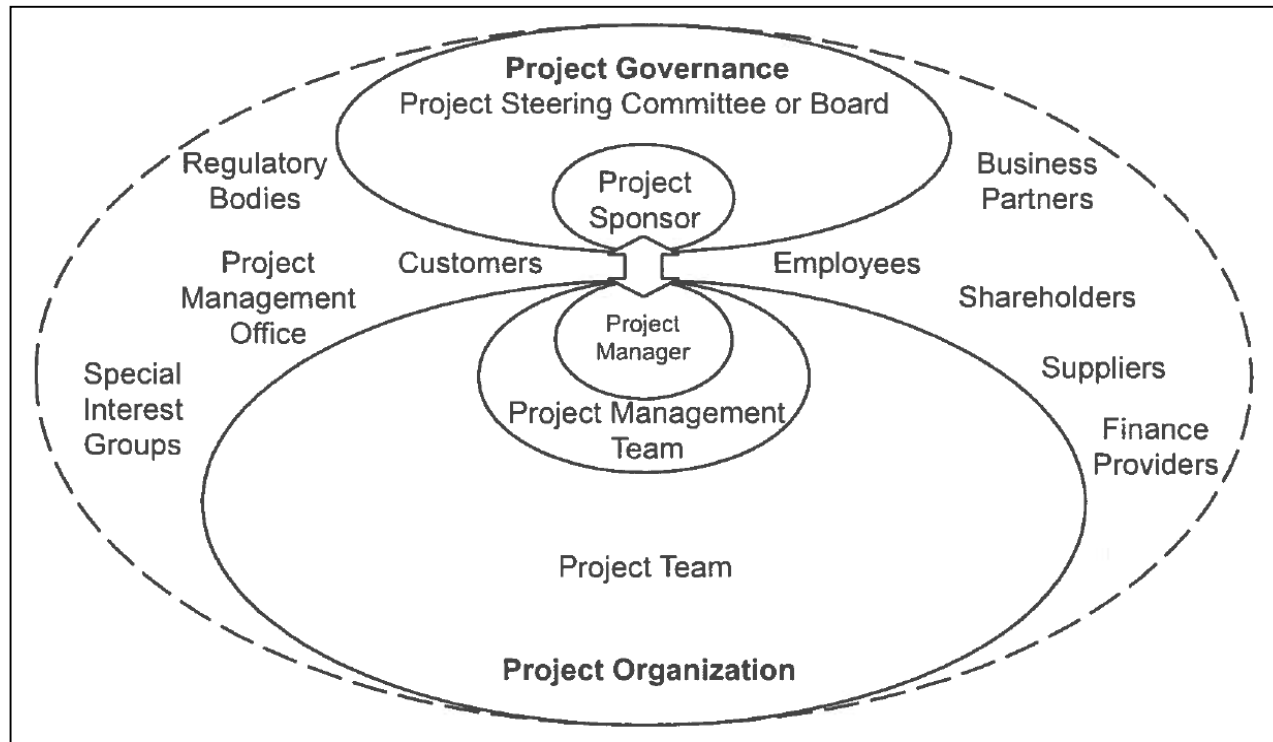 Project Governance
Project Steering Committee or Board
Regulatory
Bodies
Project
Sponsor
Business
Partners
Project
Management
Office
Customers
Employees
Shareholders
Project
Manager
Special
Interest
Groups
Suppliers
Project Management
Team
Finance
Providers
Project Team
Project Organization